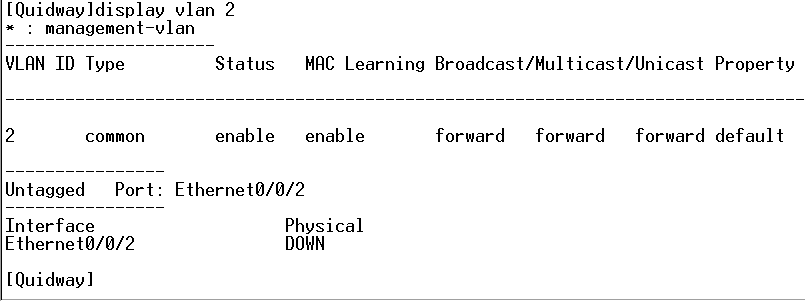 [Quidway]display vlan 2
* : management-vlan
---------------------
VLAN ID Type         Status   MAC Learning Broadcast/Multicast/Unicast Property
--------------------------------------------------------------------------------
2       common       enable   enable       forward   forward   forward default
----------------
Untagged   Port: Ethernet0/0/2
----------------
Interface                   Physical
Ethernet0/0/2               DOWN
[Quidway]